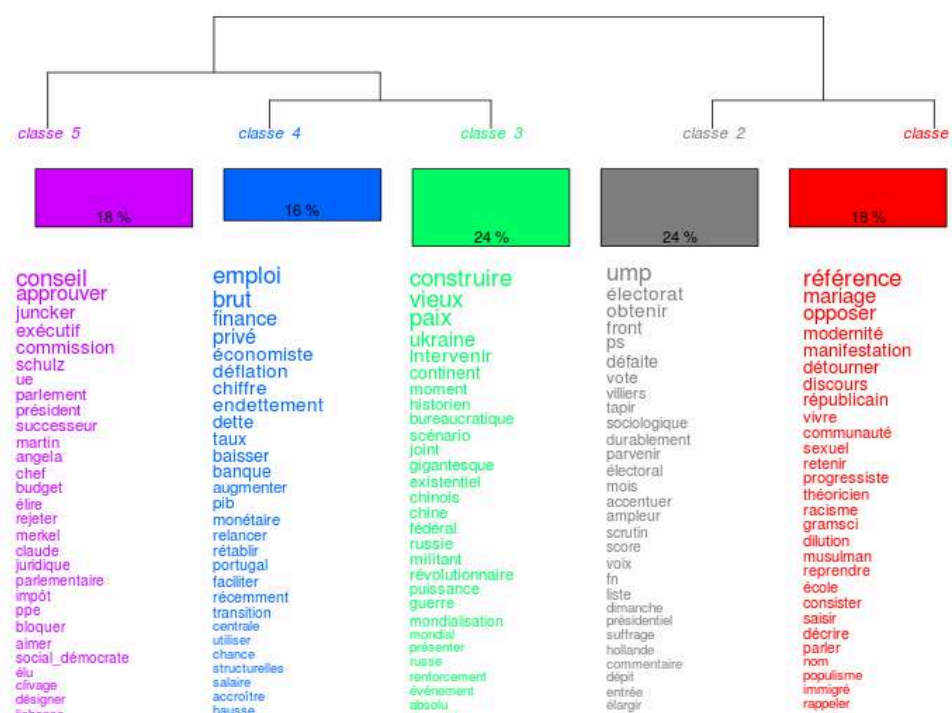 classe 5
classe 4
classe 3
classe 2
classe
18 %
16 %
24 %
24 %
18 %
conseil
approuver
juncker
exécutif
commission
schulz
ue
parlement
président
successeur
martin
angela
chef
budget
élire
rejeter
merkel
claude
juridique
parlementaire
impôt
ppe
bloquer
aimer
social_démocrate
élu
clivage
désigner
emploi
brut
finance
privé
économiste
déflation
chiffre
endettement
dette
taux
baisser
banque
augmenter
pib
monétaire
relancer
rétablir
portugal
faciliter
récemment
transition
centrale
utiliser
chance
structurelles
salaire
accroître
hausse
construire
vieux
paix
ukraine
intervenir
continent
moment
historien
bureaucratique
scénario
joint
gigantesque
existentiel
chinois
chine
fédéral
russie
militant
révolutionnaire
puissance
guerre
mondialisation
mondial
présenter
russe
renforcement
événement
absolu
ump
électorat
obtenir
front
ps
défaite
vote
villiers
tapir
sociologique
durablement
parvenir
électoral
mois
accentuer
ampleur
scrutin
score
voix
fn
liste
dimanche
présidentiel
suffrage
hollande
commentaire
dépit
entrée
élargir
référence
mariage
opposer
modernité
manifestation
détourner
discours
républicain
vivre
communauté
sexuel
retenir
progressiste
théoricien
racisme
gramsci
dilution
musulman
reprendre
école
consister
saisir
décrire
parler
nom
populisme
immigré
rappeler